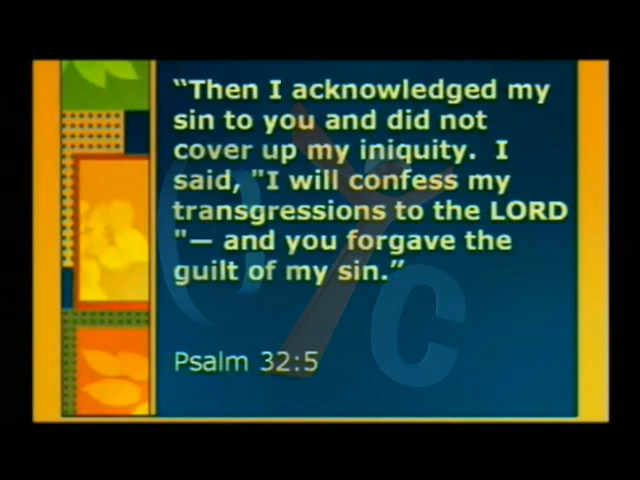 “Then I acknowledged my
sin to you and did not
cover up my iniquity.  I
said, "I will confess my
transgressions to the LORD
"— and you forgave the
guilt of my sin.”
Psalm 32:5
CYC